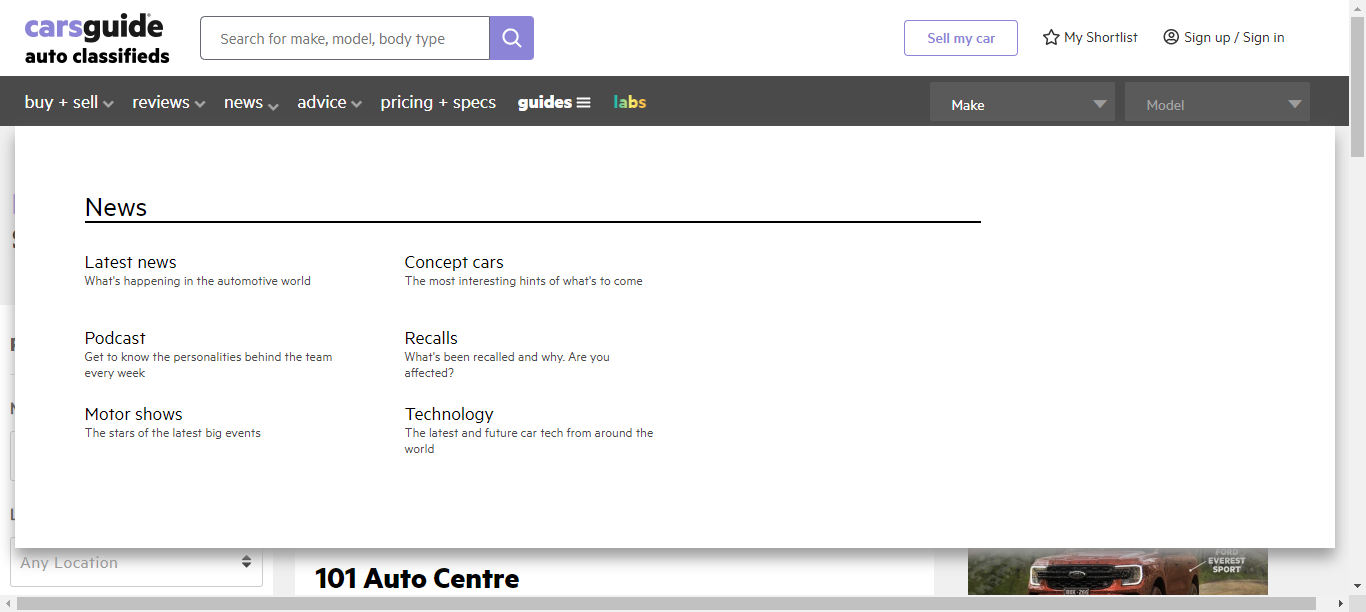 carsguide
auto classifieds
Search for make, model, body type
Sell my car
My Shortlist
Sign up / Sign in
buy + sell
reviews
news
advice
pricing + specs
guides
labs
Make
Model
News
Latest news
What's happening in the automotive world
Concept cars
The most interesting hints of what's to come
Podcast
Get to know the personalities behind the team
every week
Recalls
What's been recalled and why. Are you
affected?
Motor shows
The stars of the latest big events
Technology
The latest and future car tech from around the
world
Any Location
101 Auto Centre
FORD
EVEREST
SPORT